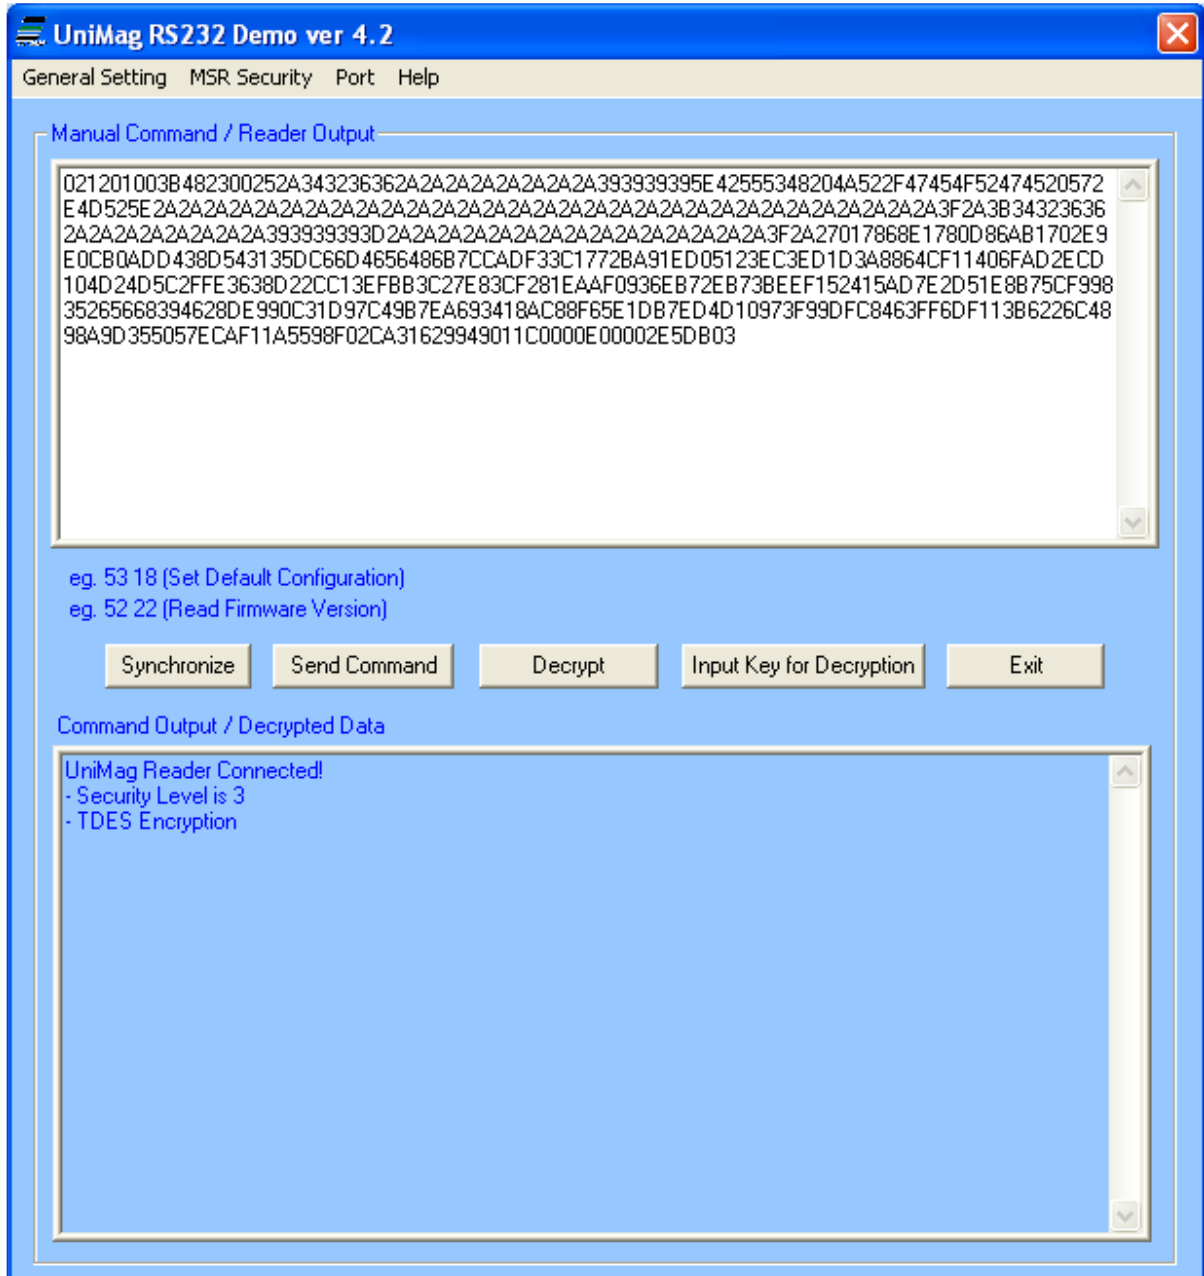 UniMag RS232 Demo ver 4.2
General Setting MSR Security Port Help
Manual Command / Reader Output
021201003B482300252A343236362A2A2A2A2A2A2A2A393939395E42555348204A522F47454F52474520572
E4D525E2A2A2A2A2A2A2A2A2A2A2A2A2A2A2A2A2A2A2A2A2A2A2A2A2A2A2A2A2A2A2A3F2A3B34323636
2A2A2A2A2A2A2A2A393939393D2A2A2A2A2A2A2A2A2A2A2A2A2A2A2A2A3F2A27017868E1780D86AB1702E9
E0CB0ADD438D543135DC66D4656486B7CCADF33C1772BA91ED05123EC3ED1D3A8864CF11406FAD2ECD
104D24D5C2FFE3638D22CC13EFBB3C27E83CF281EAAF0936EB72EB73BEEF152415AD7E2D51E8B75CF998
35265668394628DE990C31D97C49B7EA693418AC88F65E1DB7ED4D10973F99DFC8463FF6DF113B6226C48
98A9D355057ECAF11A5598F02CA31629949011C0000E00002E5DB03
eg. 53 18 (Set Default Configuration)
eg. 52 22 (Read Firmware Version)
Synchronize Send Command Decrypt Input Key for Decryption Exit
Command Output / Decrypted Data
UniMag Reader Connected!
- Security Level is 3
- TDES Encryption